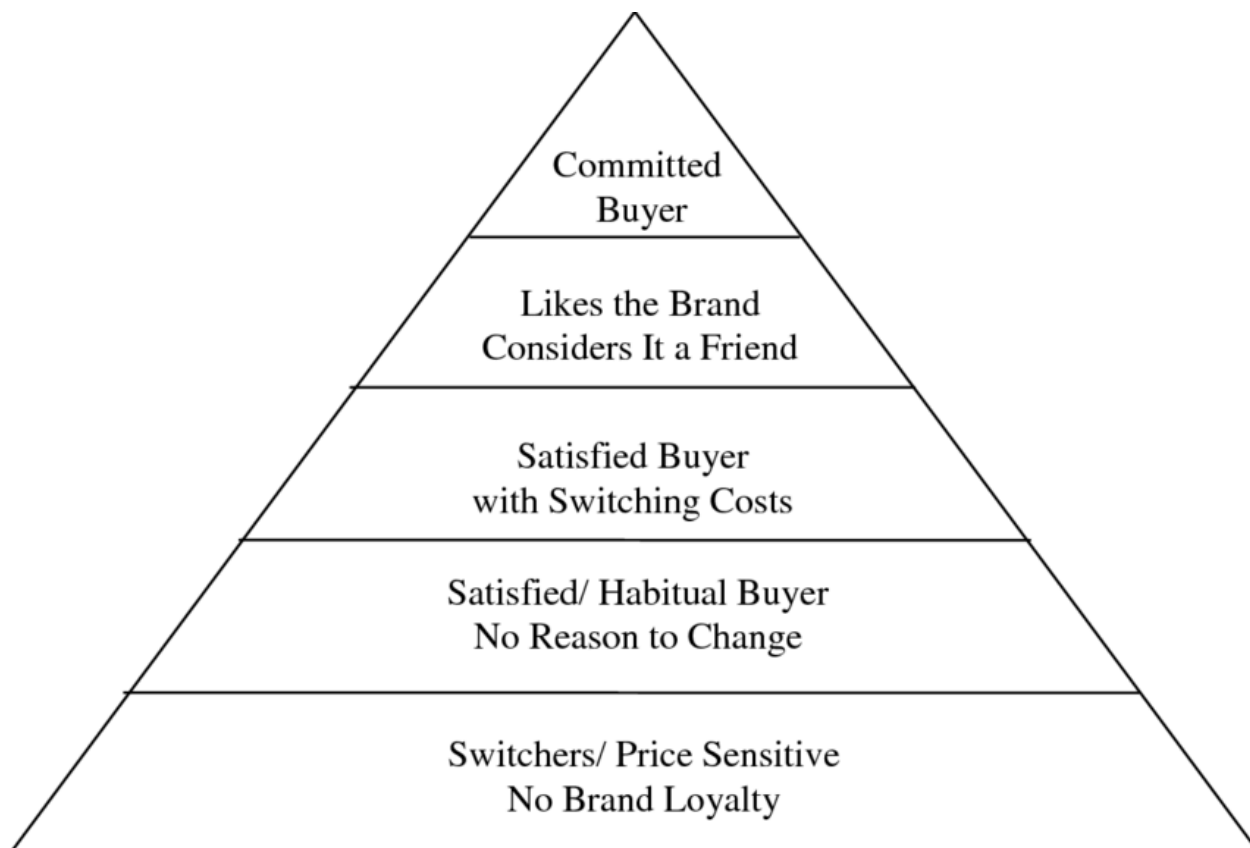 Committed
Buyer
Likes the Brand
Considers It a Friend
Satisfied Buyer
with Switching Costs
Satisfied/ Habitual Buyer
No Reason to Change
Switchers/ Price Sensitive
No Brand Loyalty